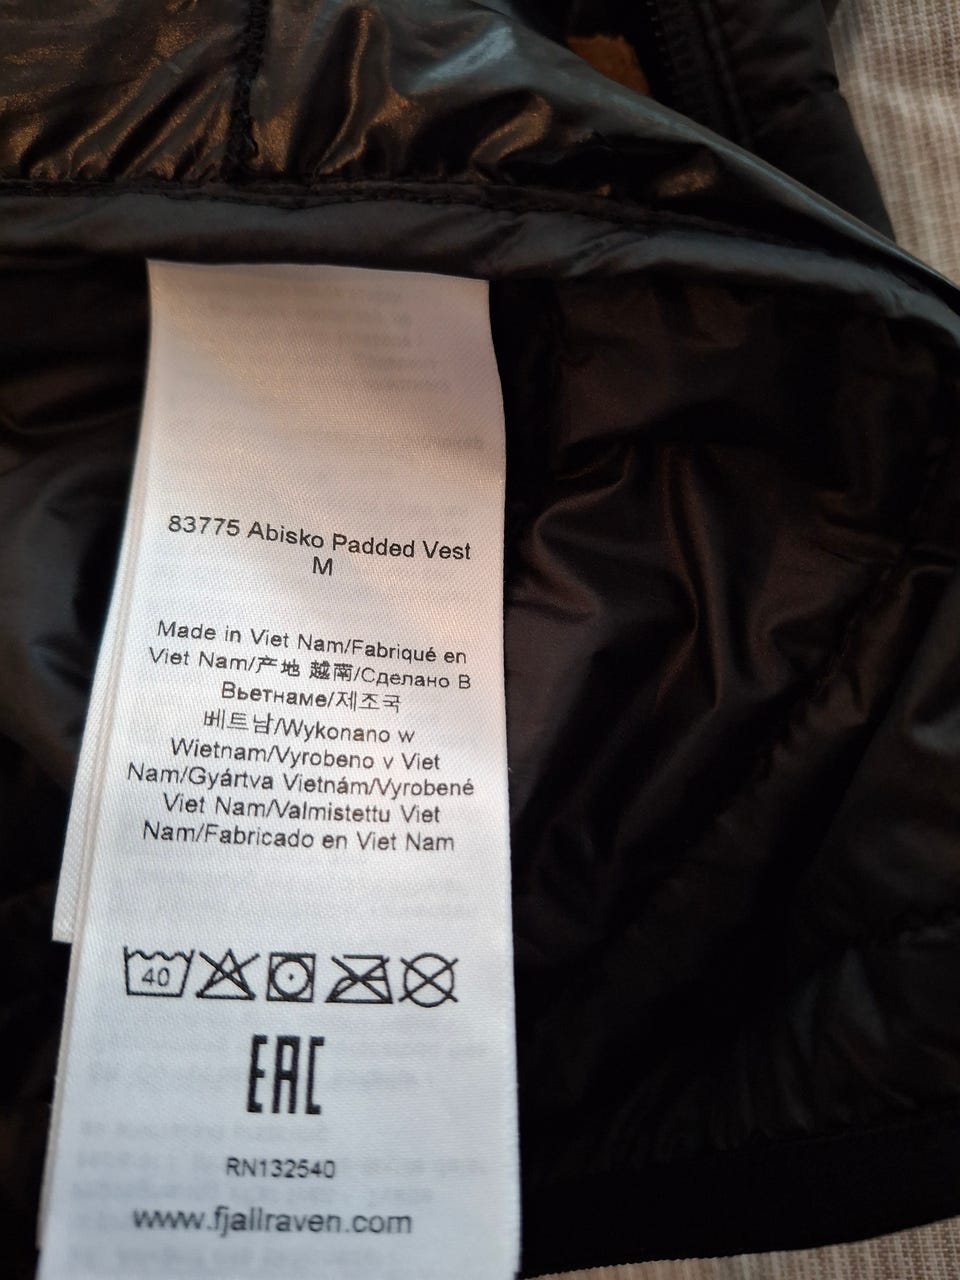 83775 Abisko Padded Vest
M
Made in Viet Nam/Fabriqué en
Viet Nam/产地 越南/Сделано В
Вьетнаме/제조국
베트남/Wykonano w
Wietnam/Vyrobeno v Viet
Nam/Gyártva Vietnám/Vyrobené
Viet Nam/Valmistettu Viet
Nam/Fabricado en Viet Nam
40
EAC
RN132540
www.fjallraven.com